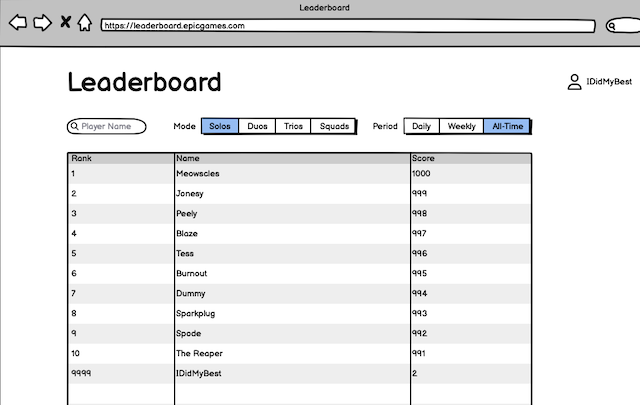 Leaderboard
https://leaderboard.epicgames.com
Leaderboard
IDidMyBest
Player Name Mode Solos Duos Trios Squads Period Daily Weekly All-Time
Rank Name Score
1 Meowscles 1000
2 Jonesy 999
3 Peely 998
4 Blaze 997
5 Tess 996
6 Burnout 995
7 Dummy 994
8 Sparkplug 993
9 Spade 992
10 The Reaper 991
9999 IDidMyBest 2